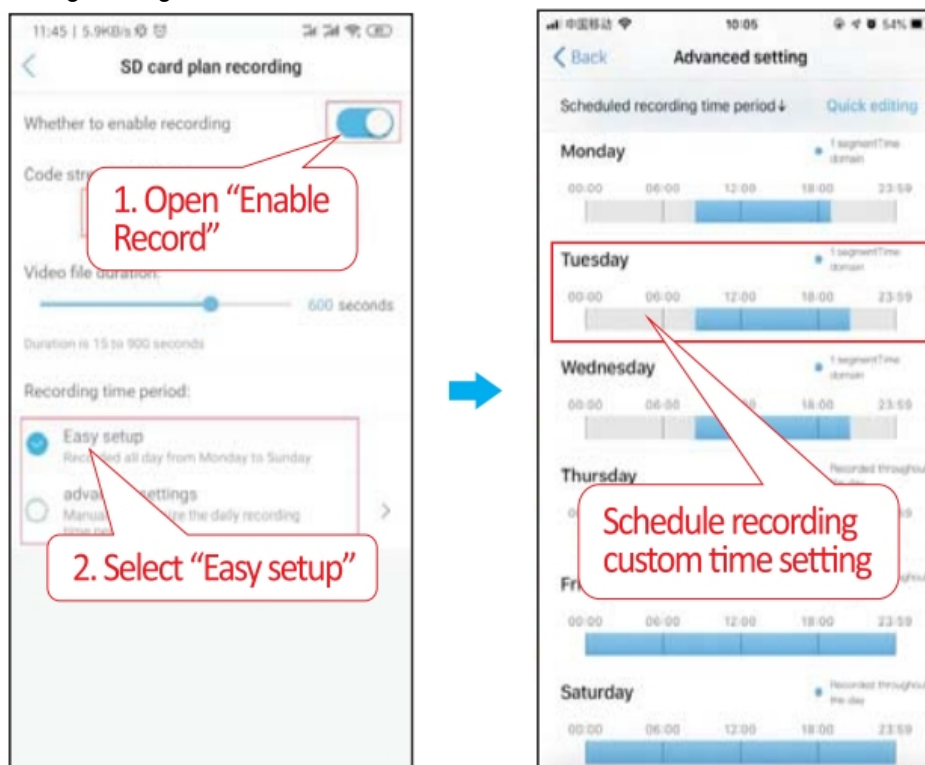 11:45 | 5.9KB/s
SD card plan recording
Whether to enable recording
Code
1. Open “Enable
Record”
Video file duration:
600 seconds
Duration is 15 to 900 seconds
Recording time period:
Easy setup
Recorded all day from Monday to Sunday
settings
the daily recording
2. Select “Easy setup”
中国移动 10:05 54%
Back Advanced setting
Scheduled recording time period↓ Quick editing
Monday 1 segmentTime
domain
00:00 06:00 12:00 18:00 23:59
Tuesday 1 segmentTime
domain
00:00 06:00 12:00 18:00 23:59
Wednesday 1 segmentTime
domain
00:00 06:00 18:00 23:59
Thursday Recorded throughou
Schedule recording
custom time setting
Fr
00:00 06:00 12:00 18:00 23:59
Saturday Recorded throughou
the day
00:00 06:00 12:00 18:00 23:59